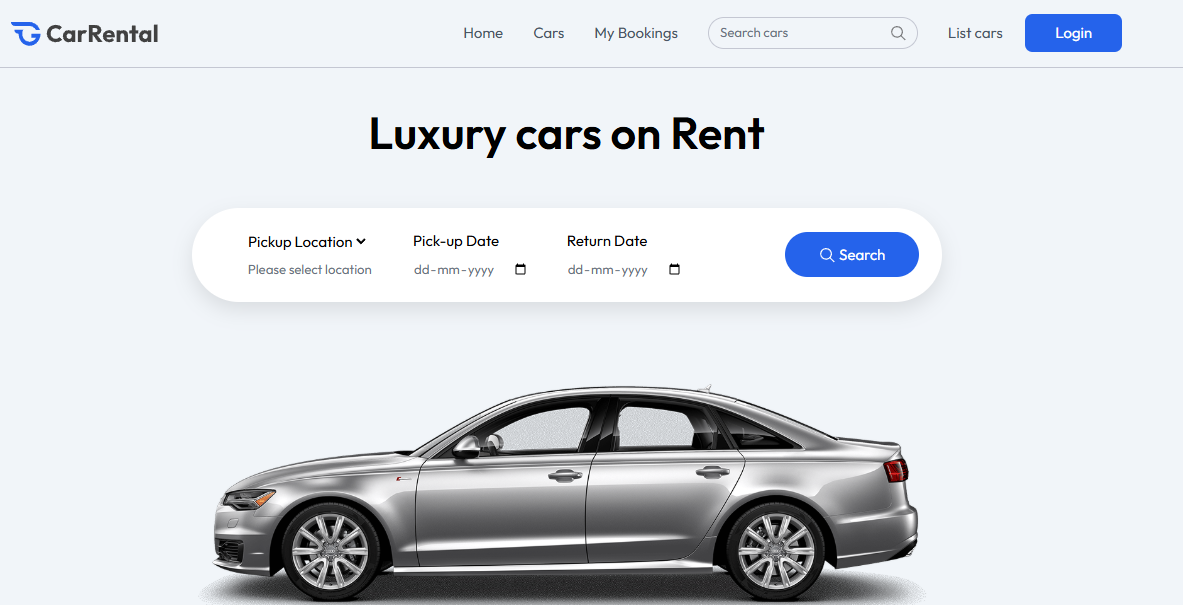 CarRental
Home
Cars
My Bookings
Search cars
List cars
Login
Luxury cars on Rent
Pickup Location
Please select location
Pick-up Date
dd-mm-yyyy
Return Date
dd-mm-yyyy
Search